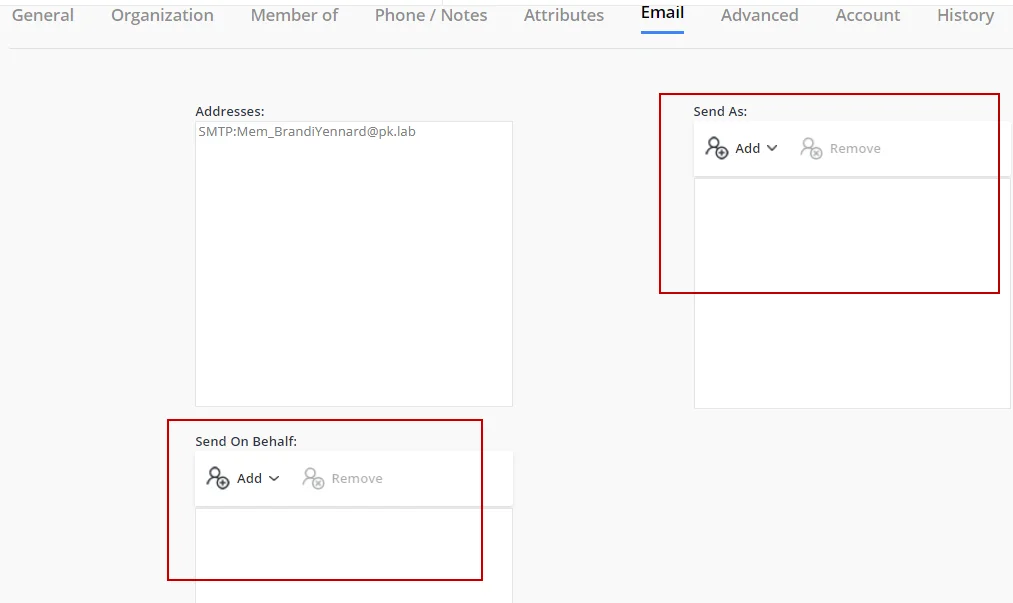 General Organization Member of Phone / Notes Attributes Email Advanced Account History
Addresses:
SMTP:Mem_BrandiYennard@pk.lab
Send As:
Add Remove
Send On Behalf:
Add Remove